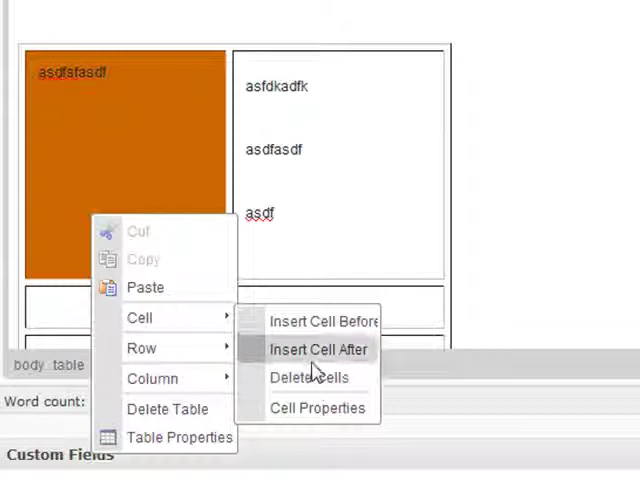 asdfsfasdf
asfdkadfk
asdfasdf
asdf
Cut
Copy
Paste
Cell
Insert Cell Before
Insert Cell After
Row
Delete Cells
Column
Cell Properties
Delete Table
Table Properties
body table
Word count:
Custom Fields